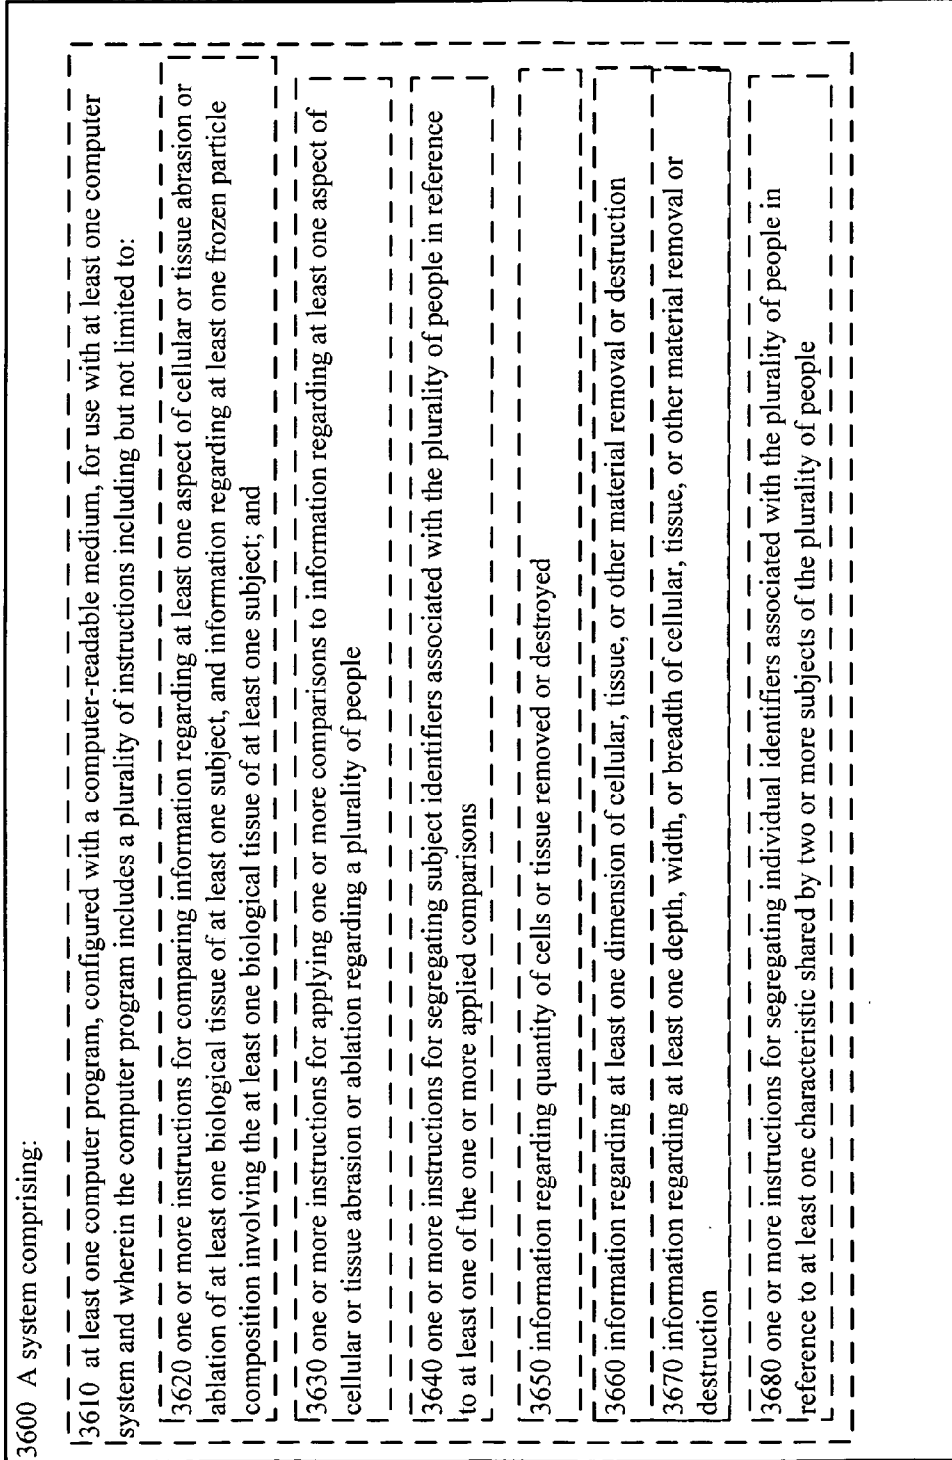 3600 A system comprising:
3610 at least one computer program, configured with a computer-readable medium, for use with at least one computer
system and wherein the computer program includes a plurality of instructions including but not limited to:
3620 one or more instructions for comparing information regarding at least one aspect of cellular or tissue abrasion or
ablation of at least one biological tissue of at least one subject, and information regarding at least one frozen particle
composition involving the at least one biological tissue of at least one subject; and
3630 one or more instructions for applying one or more comparisons to information regarding at least one aspect of
cellular or tissue abrasion or ablation regarding a plurality of people
3640 one or more instructions for segregating subject identifiers associated with the plurality of people in reference
to at least one of the one or more applied comparisons
3650 information regarding quantity of cells or tissue removed or destroyed
3660 information regarding at least one dimension of cellular, tissue, or other material removal or destruction
3670 information regarding at least one depth, width, or breadth of cellular, tissue, or other material removal or
destruction
3680 one or more instructions for segregating individual identifiers associated with the plurality of people in
reference to at least one characteristic shared by two or more subjects of the plurality of people